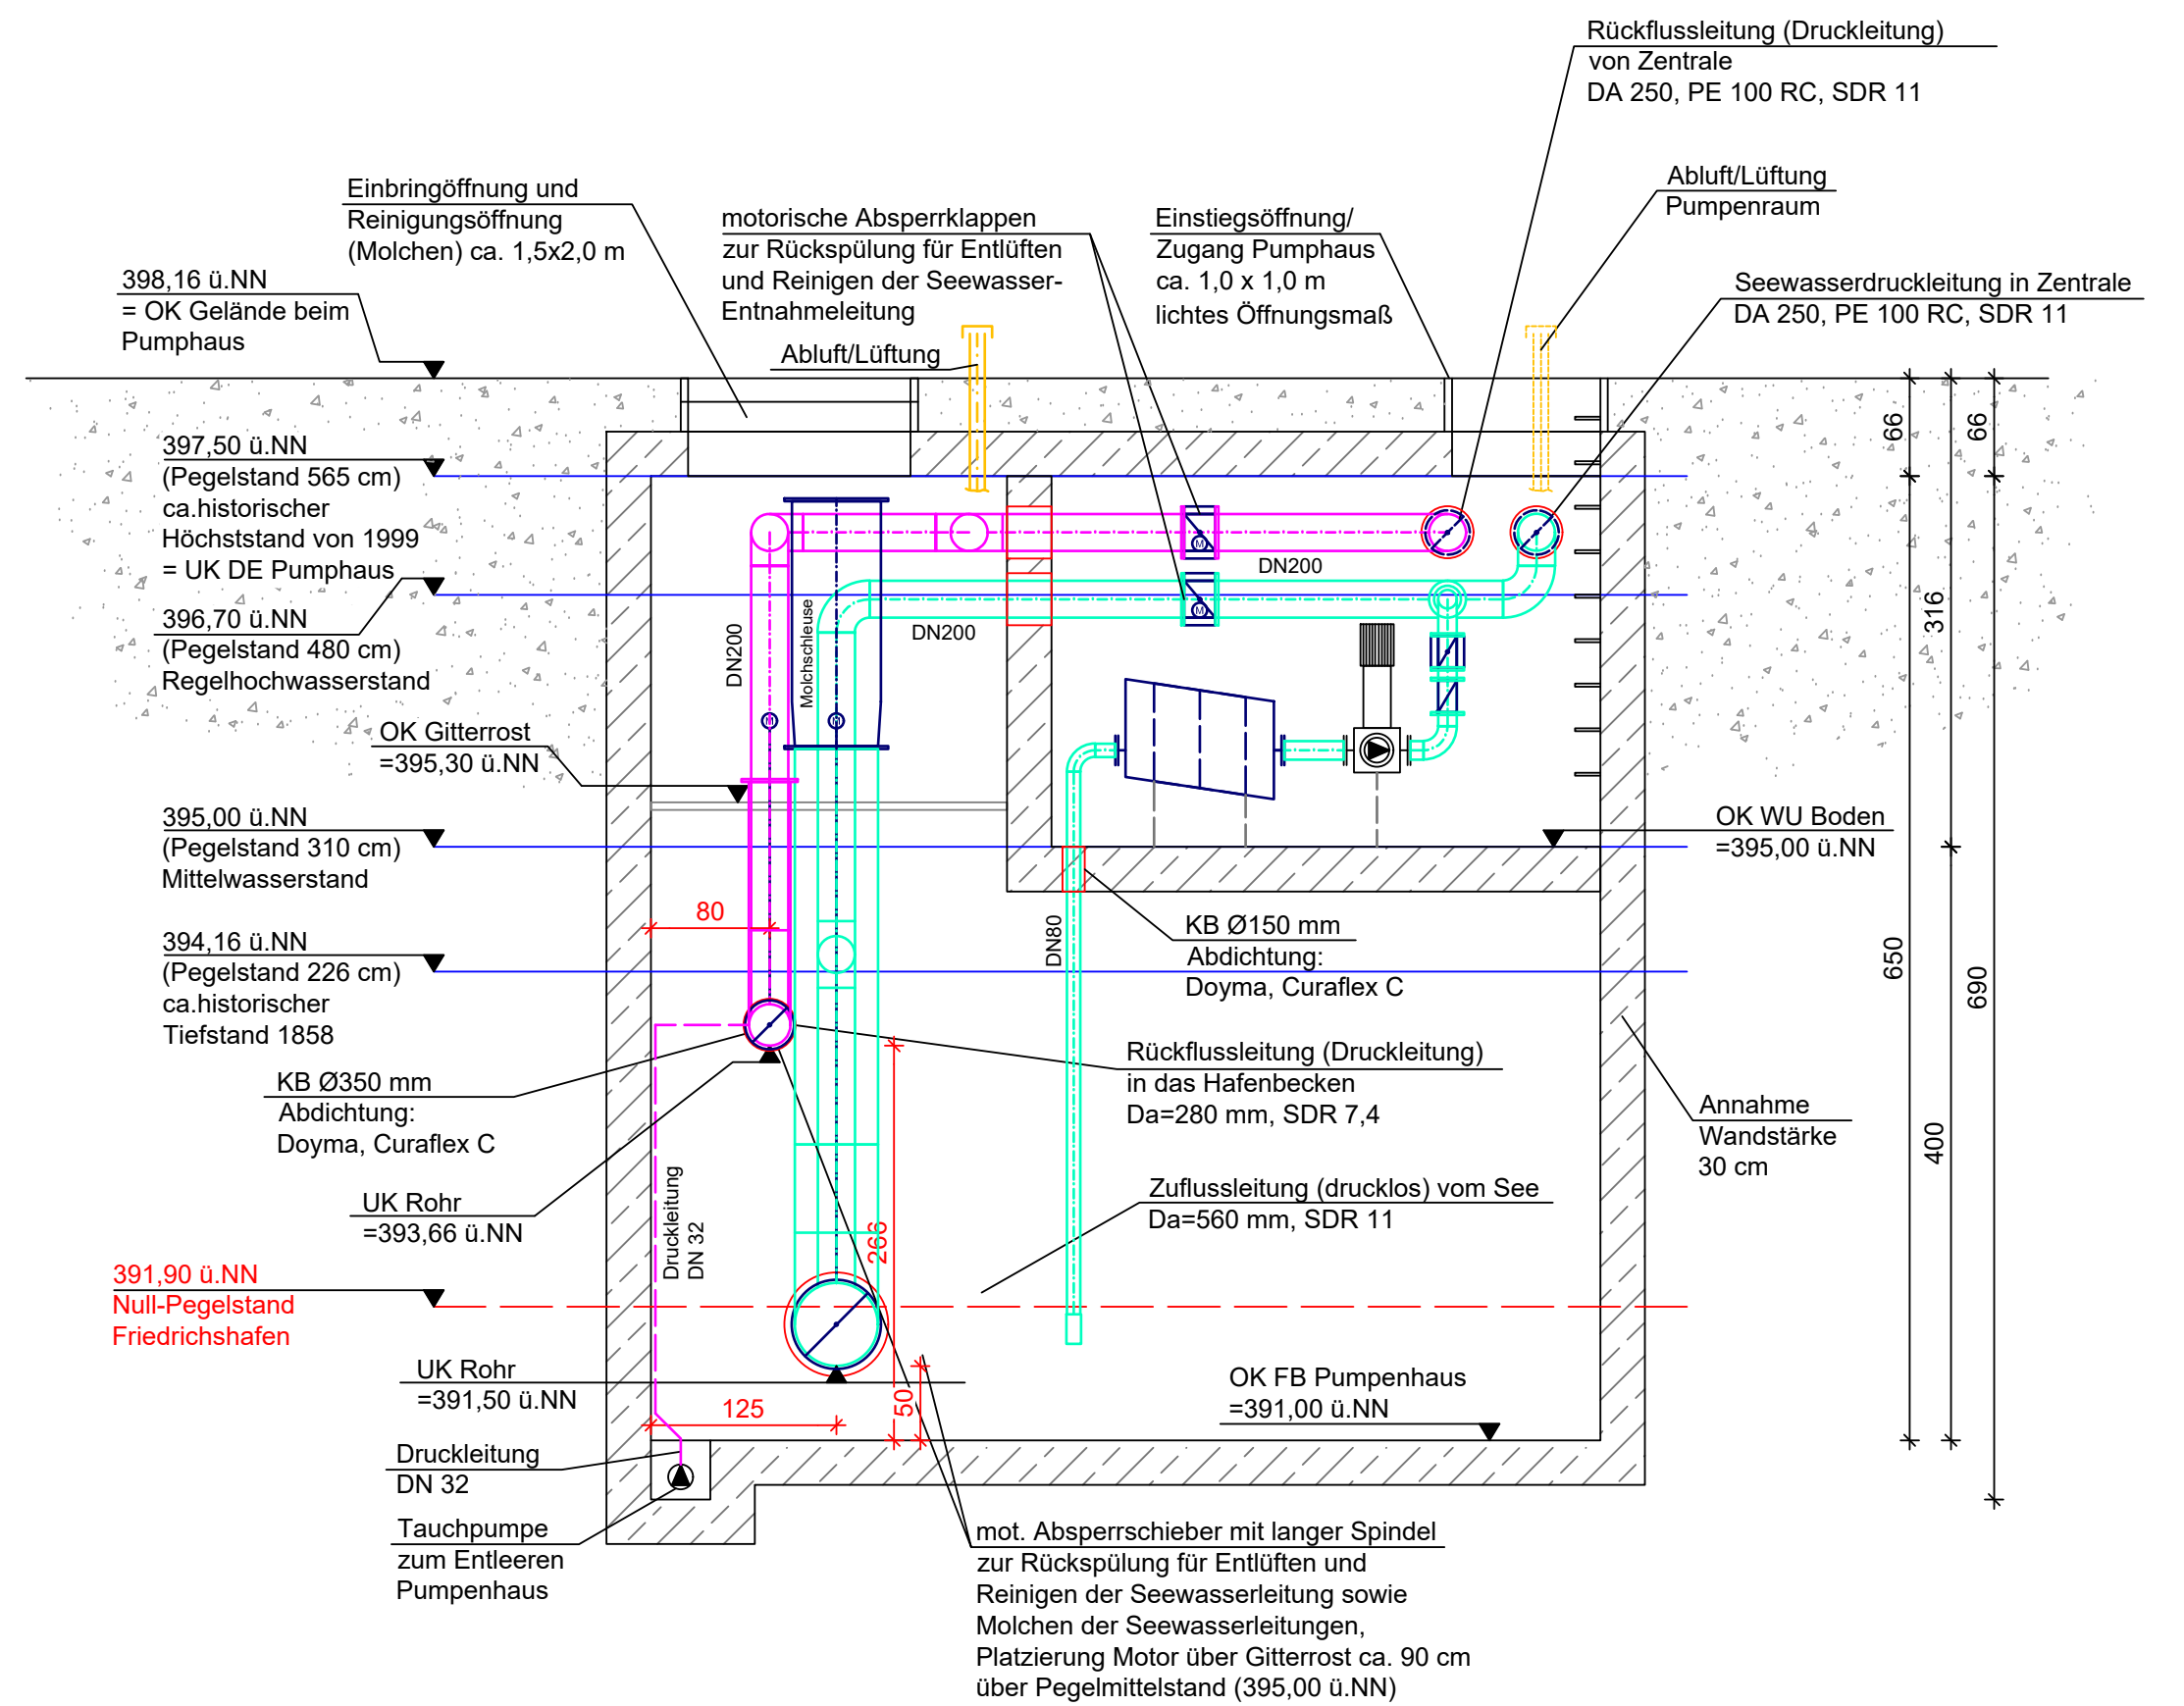 Rückflussleitung (Druckleitung)
von Zentrale
DA 250, PE 100 RC, SDR 11
Abluft/Lüftung
Pumpenraum
Einbringöffnung und
Reinigungsöffnung
(Molchen) ca. 1,5x2,0 m
motorische Absperrklappen
zur Rückspülung für Entlüften
und Reinigen der Seewasser-
Entnahmeleitung
Einstiegsöffnung/
Zugang Pumphaus
ca. 1,0 x 1,0 m
lichtes Öffnungsmaß
Seewasserdruckleitung in Zentrale
DA 250, PE 100 RC, SDR 11
398,16 ü.NN
= OK Gelände beim
Pumphaus
Abluft/Lüftung
66
66
397,50 ü.NN
(Pegelstand 565 cm)
ca.historischer
Höchststand von 1999
= UK DE Pumphaus
M
DN200
M
DN200
DN200
Molchschleuse
316
396,70 ü.NN
(Pegelstand 480 cm)
Regelhochwasserstand
M
M
OK Gitterrost
=395,30 ü.NN
395,00 ü.NN
(Pegelstand 310 cm)
Mittelwasserstand
OK WU Boden
=395,00 ü.NN
80
DN80
KB Ø150 mm
Abdichtung:
Doyma, Curaflex C
650
690
394,16 ü.NN
(Pegelstand 226 cm)
ca.historischer
Tiefstand 1858
KB Ø350 mm
Abdichtung:
Doyma, Curaflex C
Rückflussleitung (Druckleitung)
in das Hafenbecken
Da=280 mm, SDR 7,4
Annahme
Wandstärke
30 cm
400
UK Rohr
=393,66 ü.NN
Druckleitung
DN 32
266
Zuflussleitung (drucklos) vom See
Da=560 mm, SDR 11
391,90 ü.NN
Null-Pegelstand
Friedrichshafen
UK Rohr
=391,50 ü.NN
125
50
OK FB Pumpenhaus
=391,00 ü.NN
Druckleitung
DN 32
Tauchpumpe
zum Entleeren
Pumpenhaus
mot. Absperrschieber mit langer Spindel
zur Rückspülung für Entlüften und
Reinigen der Seewasserleitung sowie
Molchen der Seewasserleitungen,
Platzierung Motor über Gitterrost ca. 90 cm
über Pegelmittelstand (395,00 ü.NN)